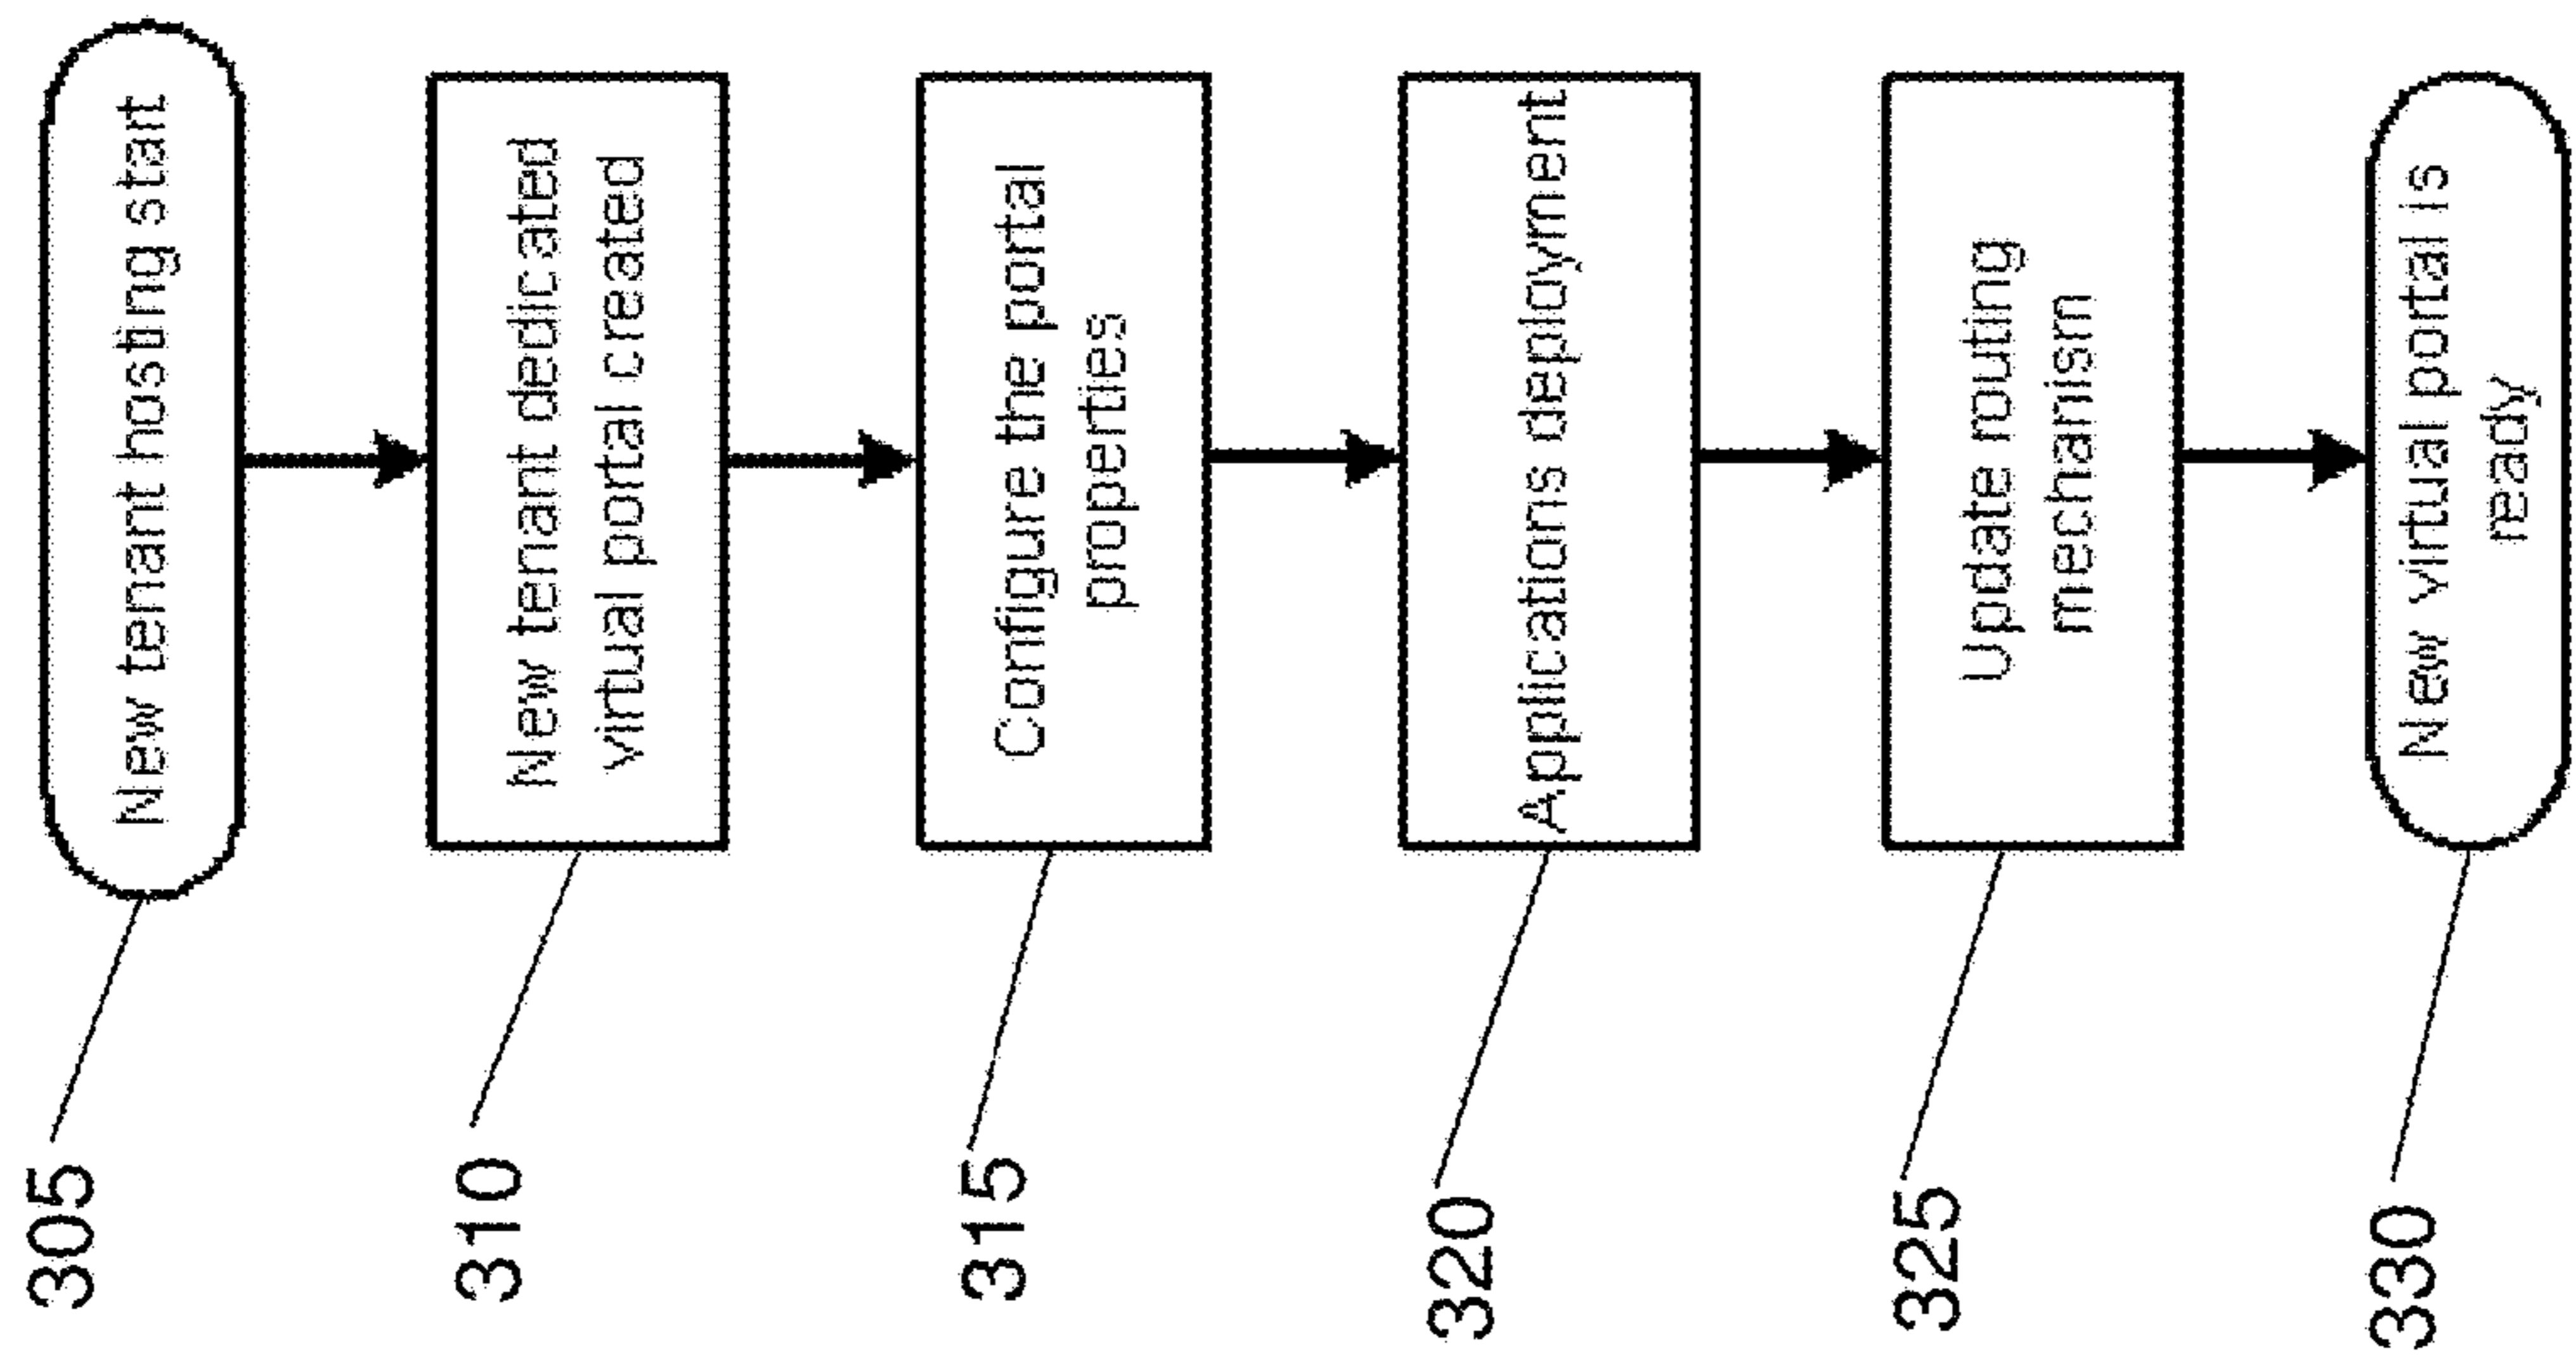 305
New tenant hosting start
310
New tenant dedicated
virtual portal created
315
Configure the portal
properties
320
Applications deployment
325
Update routing
mechanism
330
New virtual portal is
ready